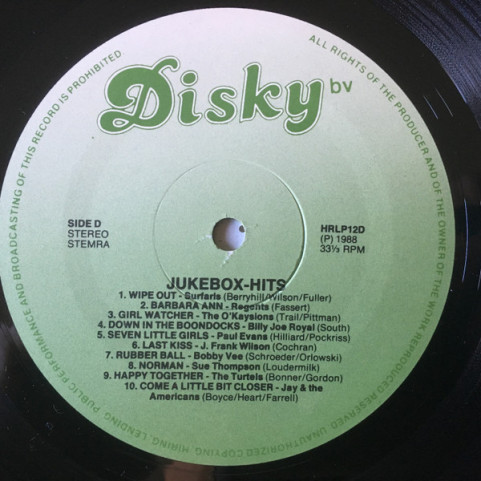 Disky bv
SIDE D
STEREO
STEMRA
HRLP12D
(P) 1988
33⅓ RPM
JUKEBOX-HITS
1. WIPE OUT - Surfaris (Berryhill/Wilson/Fuller)
2. BARBARA ANN - Regents (Fassert)
3. GIRL WATCHER - The O'Kaysions (Trail/Pittman)
4. DOWN IN THE BOONDOCKS - Billy Joe Royal (South)
5. SEVEN LITTLE GIRLS - Paul Evans (Hilliard/Pockriss)
6. LAST KISS - J. Frank Wilson (Cochran)
7. RUBBER BALL - Bobby Vee (Schroeder/Orlowski)
8. NORMAN - Sue Thompson (Loudermilk)
9. HAPPY TOGETHER - The Turtels (Bonner/Gordon)
10. COME A LITTLE BIT CLOSER - Jay & the
Americans (Boyce/Heart/Farrell)
ALL RIGHTS OF THE PRODUCER AND OF THE OWNER OF THE WORK REPRODUCED RESERVED. UNAUTHORIZED COPYING, HIRING, LENDING, PUBLIC PERFORMANCE AND BROADCASTING OF THIS RECORD IS PROHIBITED.